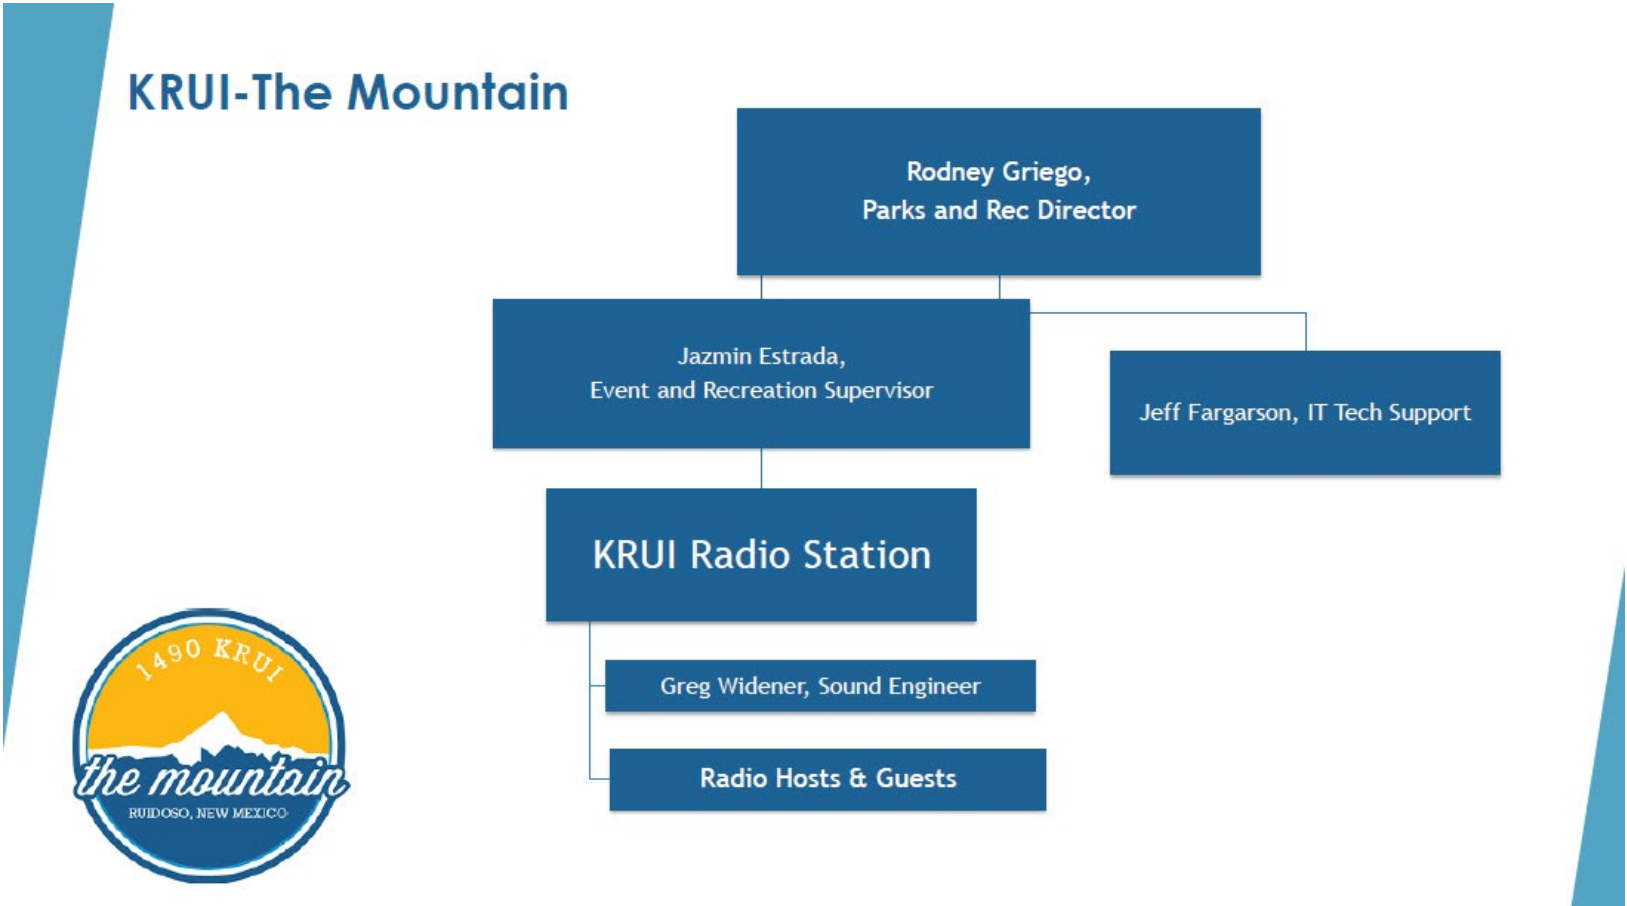 KRUI-The Mountain
Rodney Griego,
Parks and Rec Director
Jazmin Estrada,
Event and Recreation Supervisor
Jeff Fargarson, IT Tech Support
KRUI Radio Station
Greg Widener, Sound Engineer
Radio Hosts & Guests
1490 KRUI
the mountain
RUIDOSO, NEW MEXICO